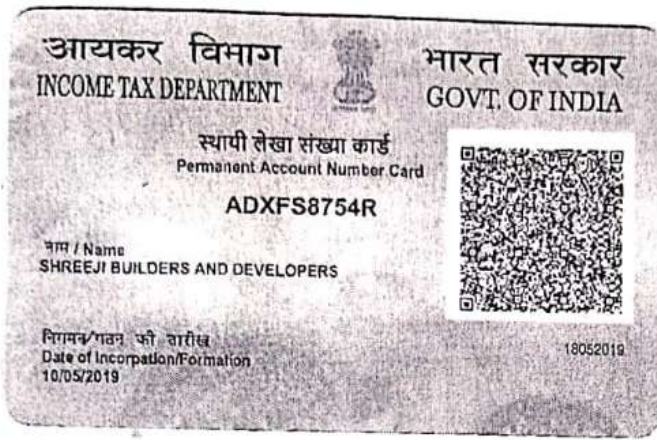 आयकर विभाग
INCOME TAX DEPARTMENT
भारत सरकार
GOVT. OF INDIA
स्थायी लेखा संख्या कार्ड
Permanent Account Number Card
ADXFS8754R
नाम / Name
SHREEJI BUILDERS AND DEVELOPERS
निगमन/गठन की तारीख
Date of Incorpation/Formation
10/05/2019
18052019